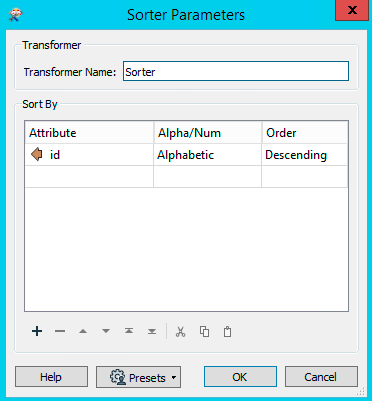 Sorter Parameters
Transformer
Transformer Name: Sorter
Sort By
Attribute Alpha/Num Order
id Alphabetic Descending
Help Presets OK Cancel